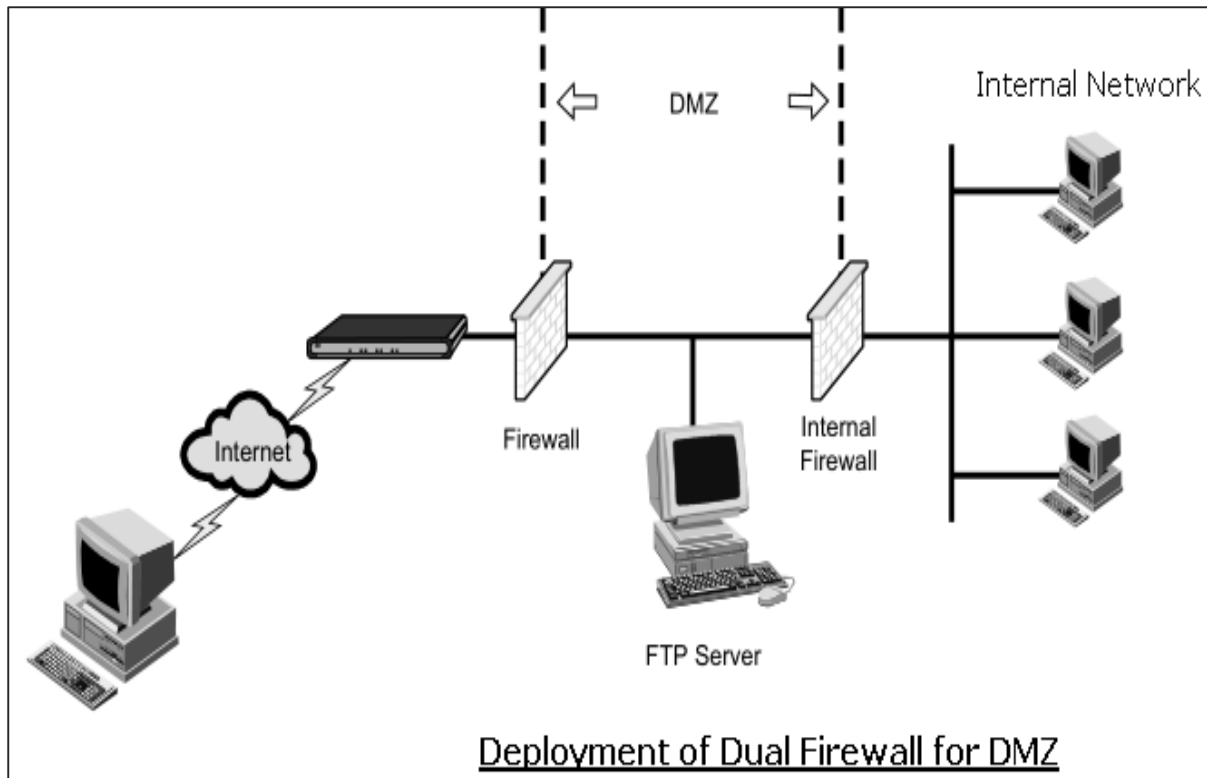 DMZ
Internal Network
Internet
Firewall
Internal
Firewall
FTP Server
Deployment of Dual Firewall for DMZ